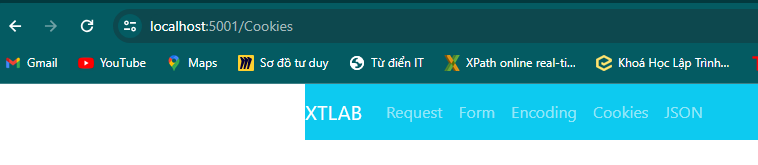 localhost:5001/Cookies
Gmail YouTube Maps Sơ đồ tư duy Từ điển IT XPath online real-ti... Khoá Học Lập Trình...
XTLAB Request Form Encoding Cookies JSON